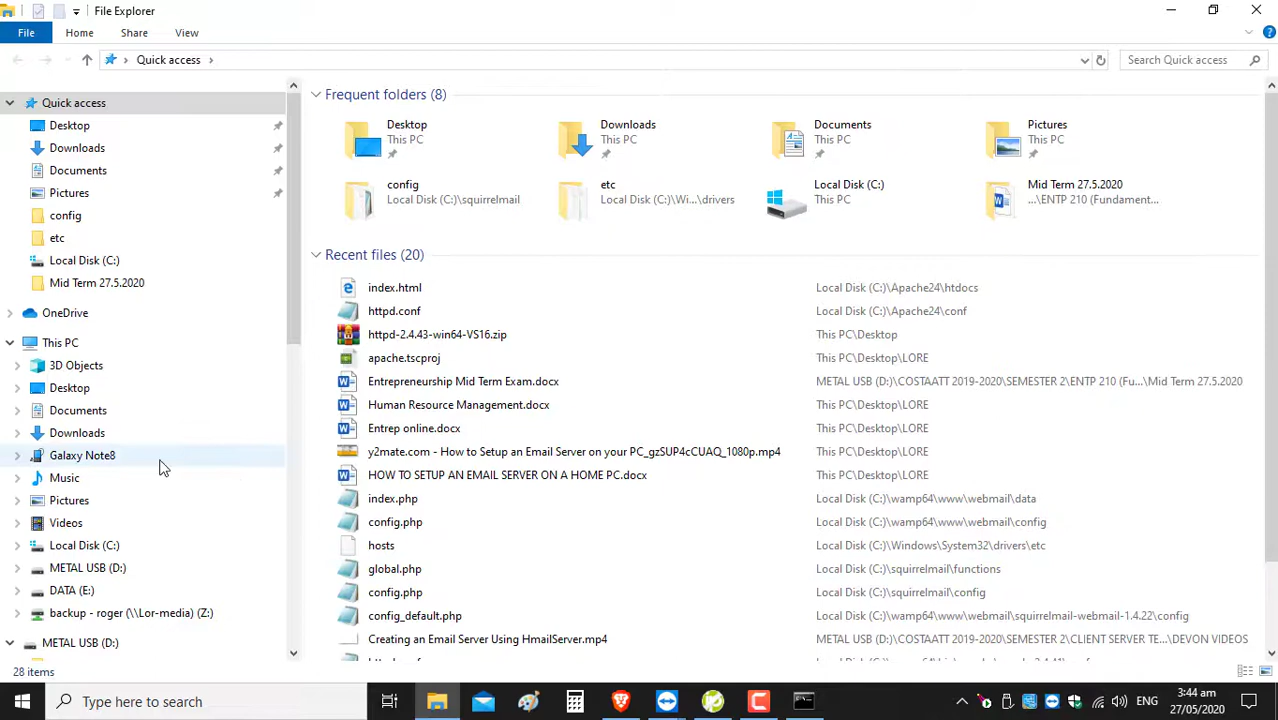 File Explorer
File
Home
Share
View
Quick access
Search Quick access
Quick access
Desktop
Downloads
Documents
Pictures
config
etc
Local Disk (C:)
Mid Term 27.5.2020
OneDrive
This PC
3D Objects
Desktop
Documents
Downloads
Galaxy Note8
Music
Pictures
Videos
Local Disk (C:)
METAL USB (D:)
DATA (E:)
backup - roger (\\Lor-media) (Z:)
METAL USB (D:)
Frequent folders (8)
Desktop
This PC
Downloads
This PC
Documents
This PC
Pictures
This PC
config
Local Disk (C:)\squirrelmail
etc
Local Disk (C:)\Wi...\drivers
Local Disk (C:)
This PC
Mid Term 27.5.2020
...\ENTP 210 (Fundament...
Recent files (20)
index.html Local Disk (C:)\Apache24\htdocs
httpd.conf Local Disk (C:)\Apache24\conf
httpd-2.4.43-win64-VS16.zip This PC\Desktop
apache.tscproj This PC\Desktop\LORE
Entrepreneurship Mid Term Exam.docx METAL USB (D:)\COSTAATT 2019-2020\SEMESTER 2\ENTP 210 (Fu...\Mid Term 27.5.2020
Human Resource Management.docx This PC\Desktop\LORE
Entrep online.docx This PC\Desktop\LORE
y2mate.com - How to Setup an Email Server on your PC_gzSUP4cCUAQ_1080p.mp4 This PC\Desktop\LORE
HOW TO SETUP AN EMAIL SERVER ON A HOME PC.docx This PC\Desktop\LORE
index.php Local Disk (C:)\wamp64\www\webmail\data
config.php Local Disk (C:)\wamp64\www\webmail\config
hosts Local Disk (C:)\Windows\System32\drivers\etc
global.php Local Disk (C:)\squirrelmail\functions
config.php Local Disk (C:)\squirrelmail\config
config_default.php Local Disk (C:)\wamp64\www\webmail\squirrelmail-webmail-1.4.22\config
Creating an Email Server Using HmailServer.mp4 METAL USB (D:)\COSTAATT 2019-2020\SEMESTER 2\CLIENT SERVER TE...\DEVON VIDEOS
28 items
Type here to search
ENG
3:44 am
27/05/2020